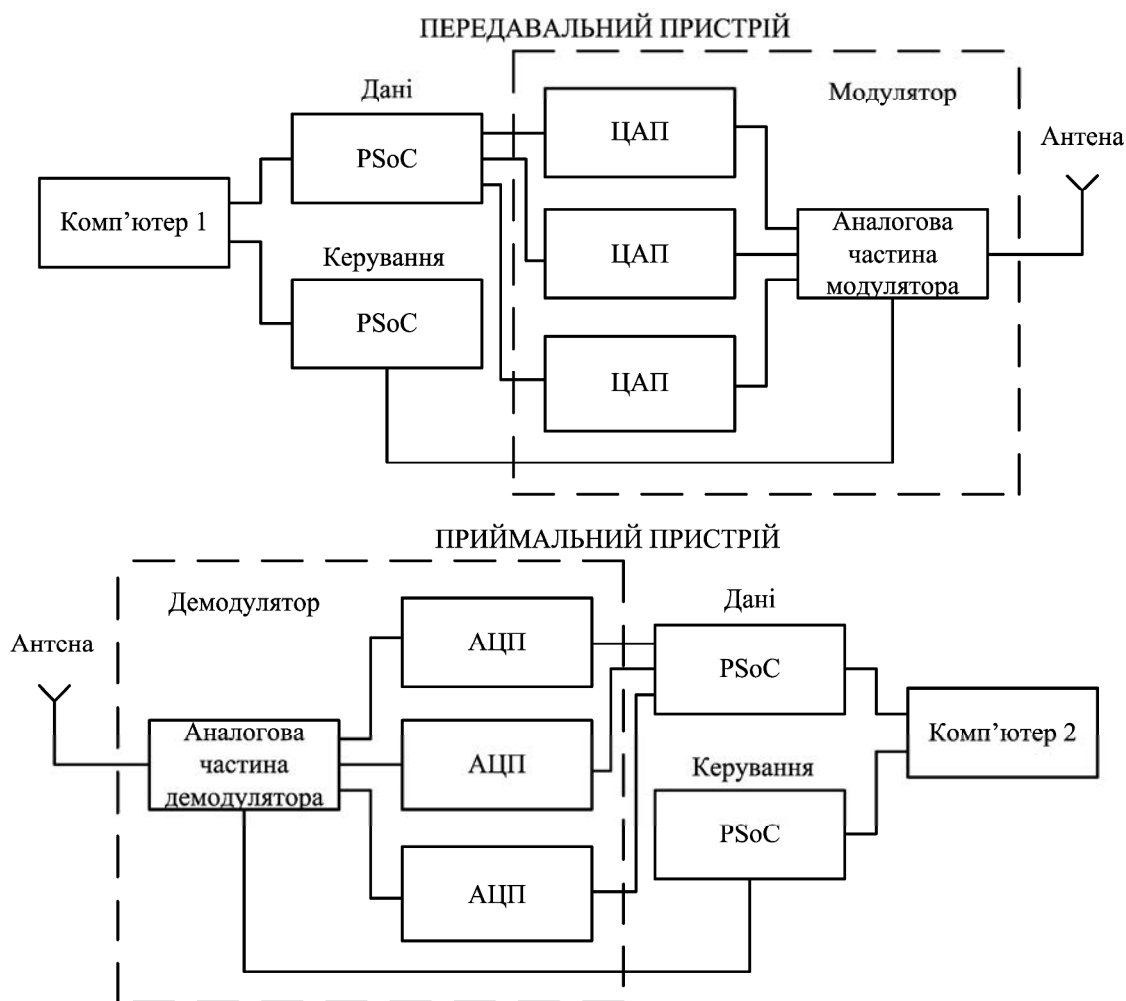 ПЕРЕДАВАЛЬНИЙ ПРИСТРІЙ
Дані
Модулятор
ЦАП
PSoC
Антена
Комп’ютер 1
Керування
ЦАП
Аналогова
частина
модулятора
PSoC
ЦАП
ПРИЙМАЛЬНИЙ ПРИСТРІЙ
Демодулятор
Дані
Антена
АЦП
PSoC
Аналогова
частина
демодулятора
АЦП
Комп’ютер 2
Керування
PSoC
АЦП